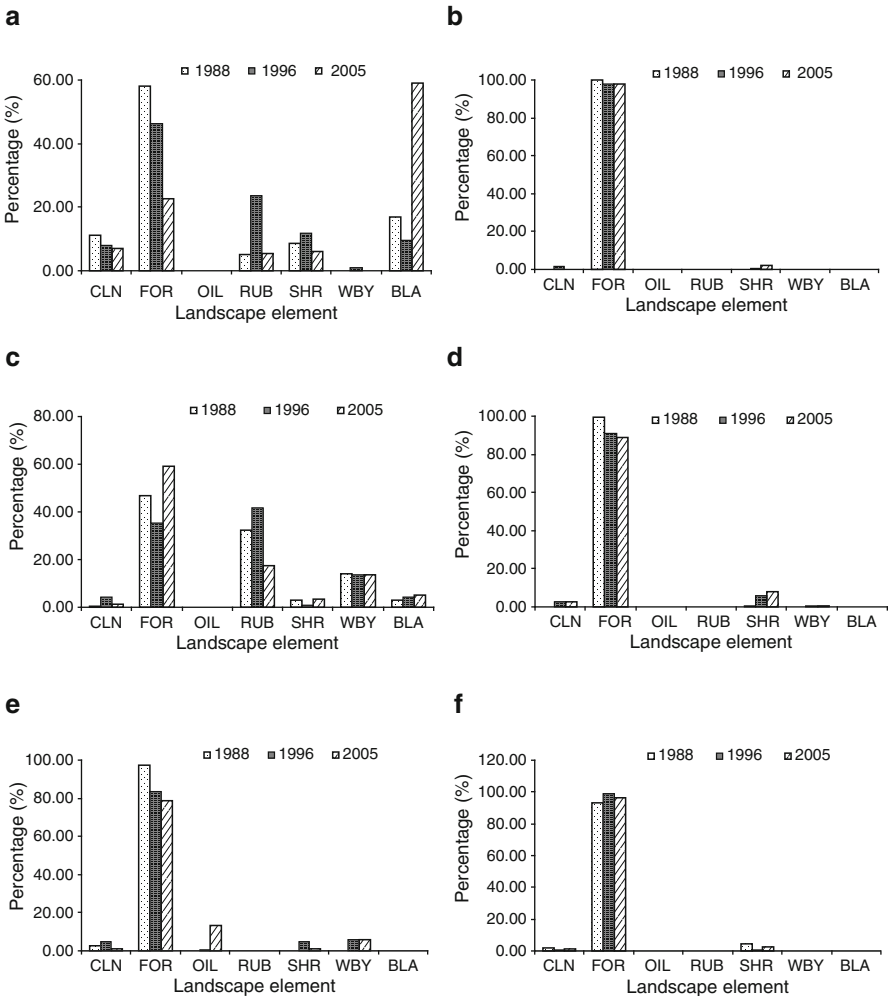 a
1988 1996 2005
60.00
40.00
20.00
0.00
Percentage (%)
CLN FOR OIL RUB SHR WBY BLA
Landscape element
b
1988 1996 2005
100.00
80.00
60.00
40.00
20.00
0.00
Percentage (%)
CLN FOR OIL RUB SHR WBY BLA
Landscape element
c
1988 1996 2005
80.00
60.00
40.00
20.00
0.00
Percentage (%)
CLN FOR OIL RUB SHR WBY BLA
Landscape element
d
1988 1996 2005
100.00
80.00
60.00
40.00
20.00
0.00
Percentage (%)
CLN FOR OIL RUB SHR WBY BLA
Landscape element
e
1988 1996 2005
100.00
80.00
60.00
40.00
20.00
0.00
Percentage (%)
CLN FOR OIL RUB SHR WBY BLA
Landscape element
f
1988 1996 2005
120.00
100.00
80.00
60.00
40.00
20.00
0.00
Percentage (%)
CLN FOR OIL RUB SHR WBY BLA
Landscape element